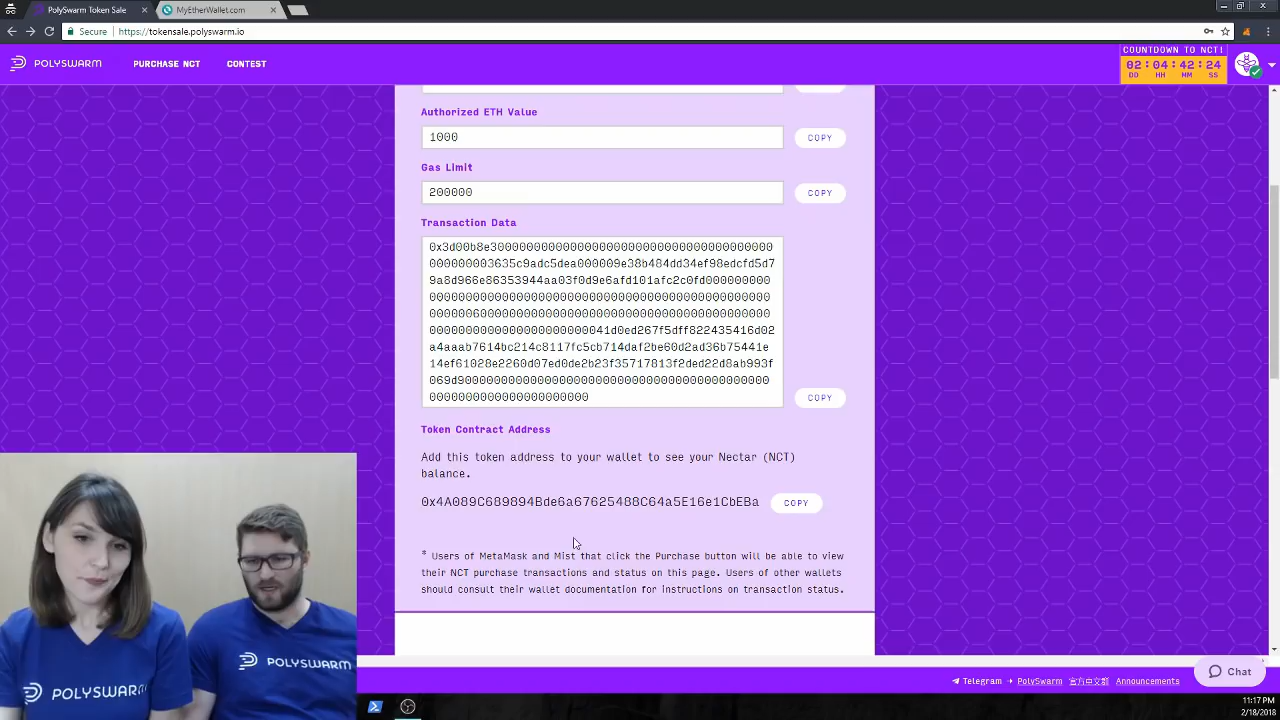 PolySwarm Token Sale
MyEtherWallet.com
Secure
https://tokensale.polyswarm.io
POLYSWARM
PURCHASE NCT
CONTEST
COUNTDOWN TO NCT!
02:04:42:24
DD HH MM SS
Authorized ETH Value
1000
COPY
Gas Limit
200000
COPY
Transaction Data
COPY
Token Contract Address
Add this token address to your wallet to see your Nectar (NCT)
balance.
0x4A089C689894Bde6a67625488C64a5E16e1CbEBa
COPY
* Users of MetaMask and Mist that click the Purchase button will be able to view
their NCT purchase transactions and status on this page. Users of other wallets
should consult their wallet documentation for instructions on transaction status.
POLYSWARM
POLYSWARM
Telegram → PolySwarm 官方中文群 Announcements
Chat
11:17 PM
2/18/2018